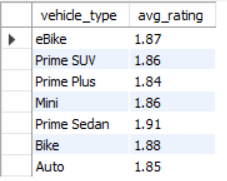 vehicle_type avg_rating
eBike 1.87
Prime SUV 1.86
Prime Plus 1.84
Mini 1.86
Prime Sedan 1.91
Bike 1.88
Auto 1.85